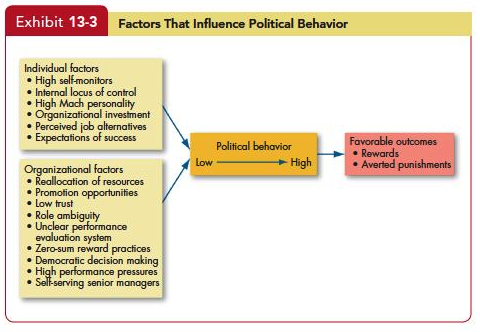 Exhibit 13-3 Factors That Influence Political Behavior
Individual factors
• High self-monitors
• Internal locus of control
• High Mach personality
• Organizational investment
• Perceived job alternatives
• Expectations of success
Organizational factors
• Reallocation of resources
• Promotion opportunities
• Low trust
• Role ambiguity
• Unclear performance
evaluation system
• Zero-sum reward practices
• Democratic decision making
• High performance pressures
• Self-serving senior managers
Political behavior
Low High
Favorable outcomes
• Rewards
• Averted punishments